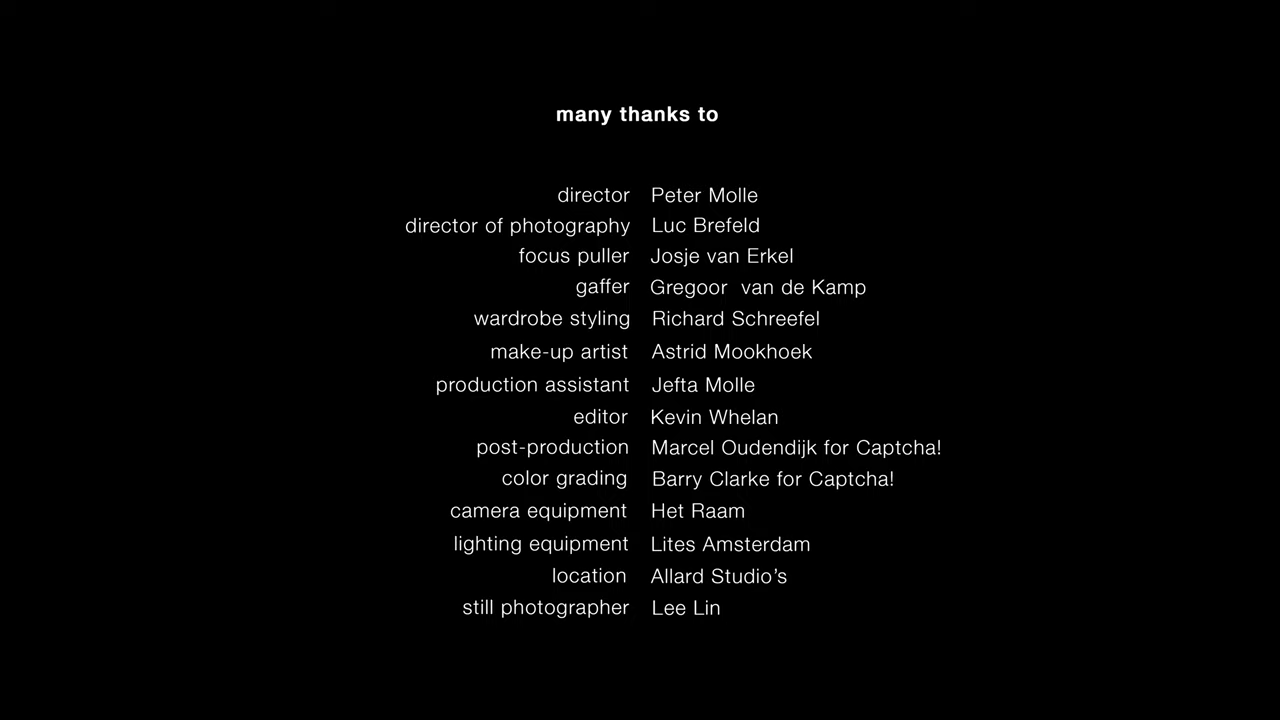 many thanks to
director Peter Molle
director of photography Luc Brefeld
focus puller Josje van Erkel
gaffer Gregoor van de Kamp
wardrobe styling Richard Schreefel
make-up artist Astrid Mookhoek
production assistant Jefta Molle
editor Kevin Whelan
post-production Marcel Oudendijk for Captcha!
color grading Barry Clarke for Captcha!
camera equipment Het Raam
lighting equipment Lites Amsterdam
location Allard Studio’s
still photographer Lee Lin